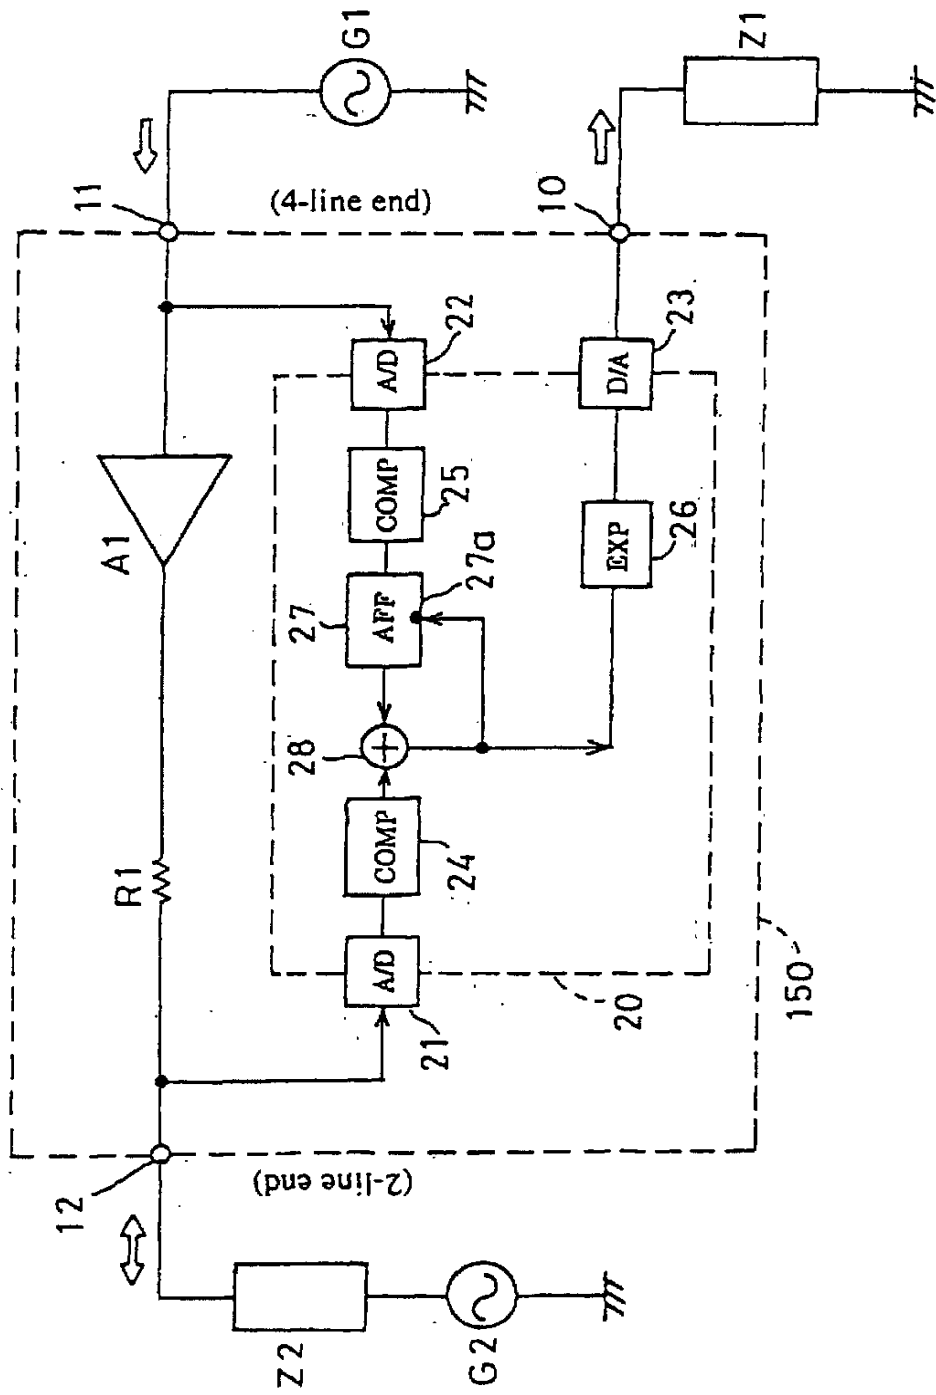 G1
Z1
11
(4-line end)
10
A/D
22
D/A
23
A1
COMP
25
EXP
26
27
AFF
27a
28
R1
COMP
24
A/D
21
20
150
12
(2-line end)
Z2
G2